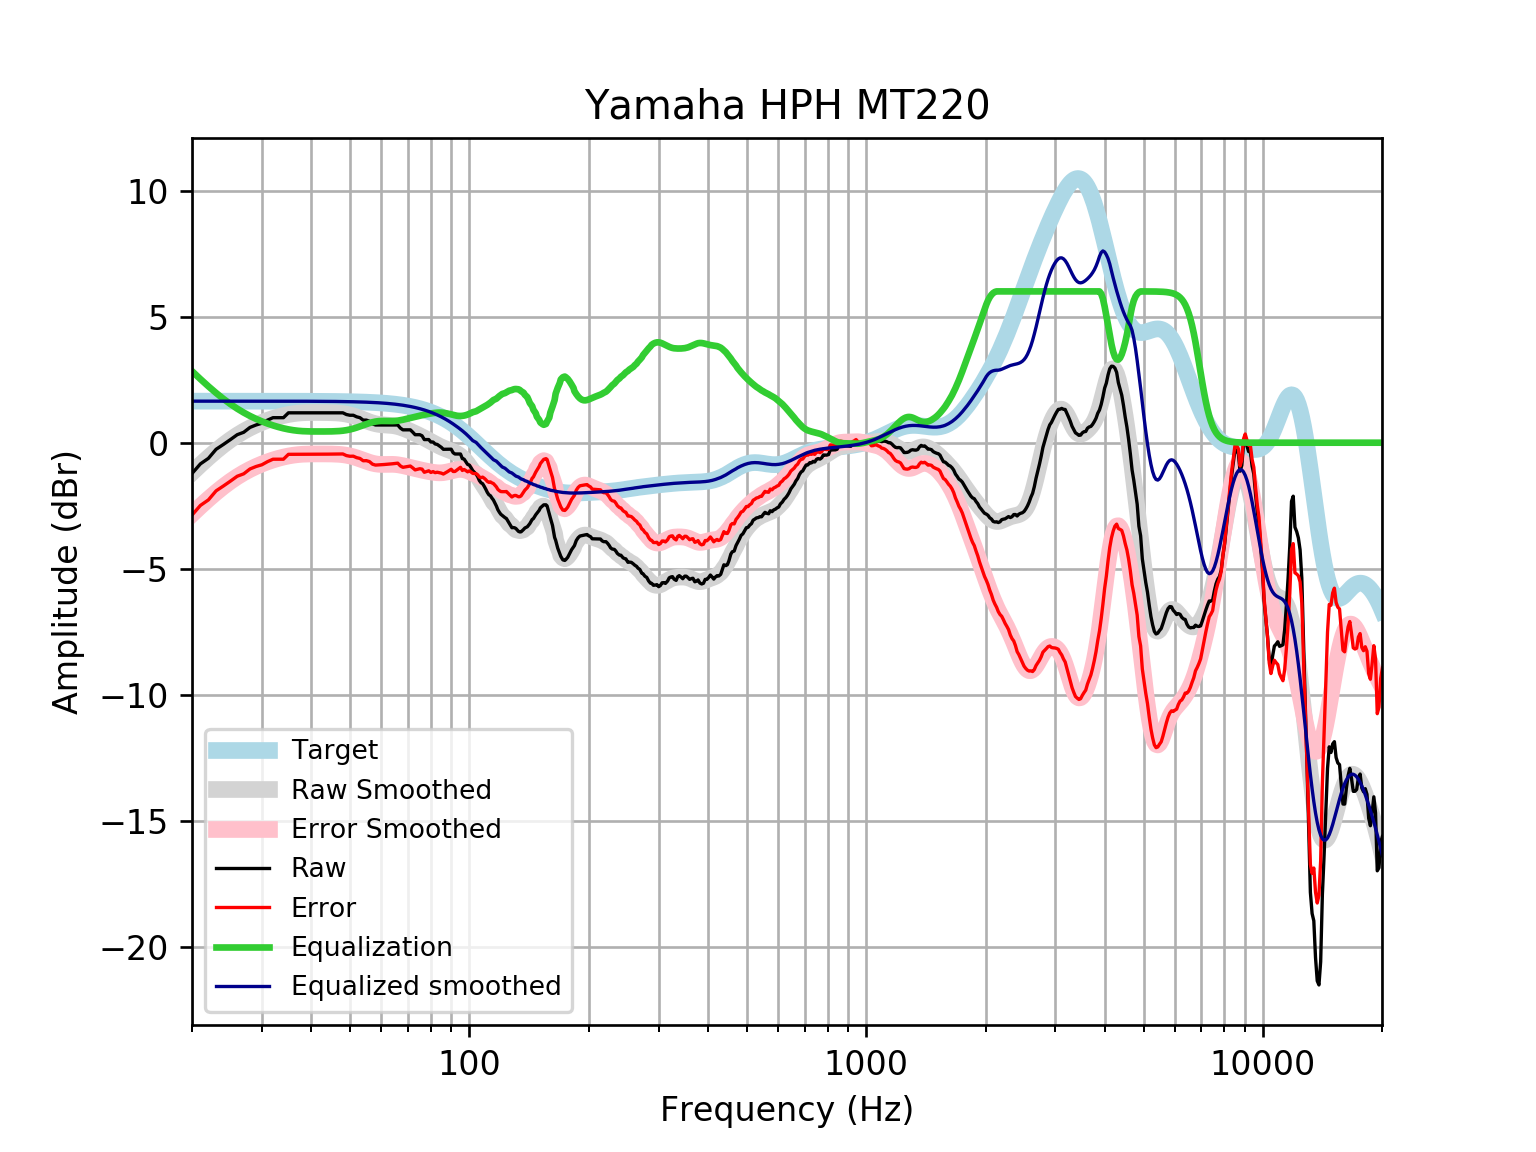 Yamaha HPH MT220
Amplitude (dBr)
10
5
0
−5
−10
−15
−20
Target
Raw Smoothed
Error Smoothed
Raw
Error
Equalization
Equalized smoothed
100
1000
10000
Frequency (Hz)